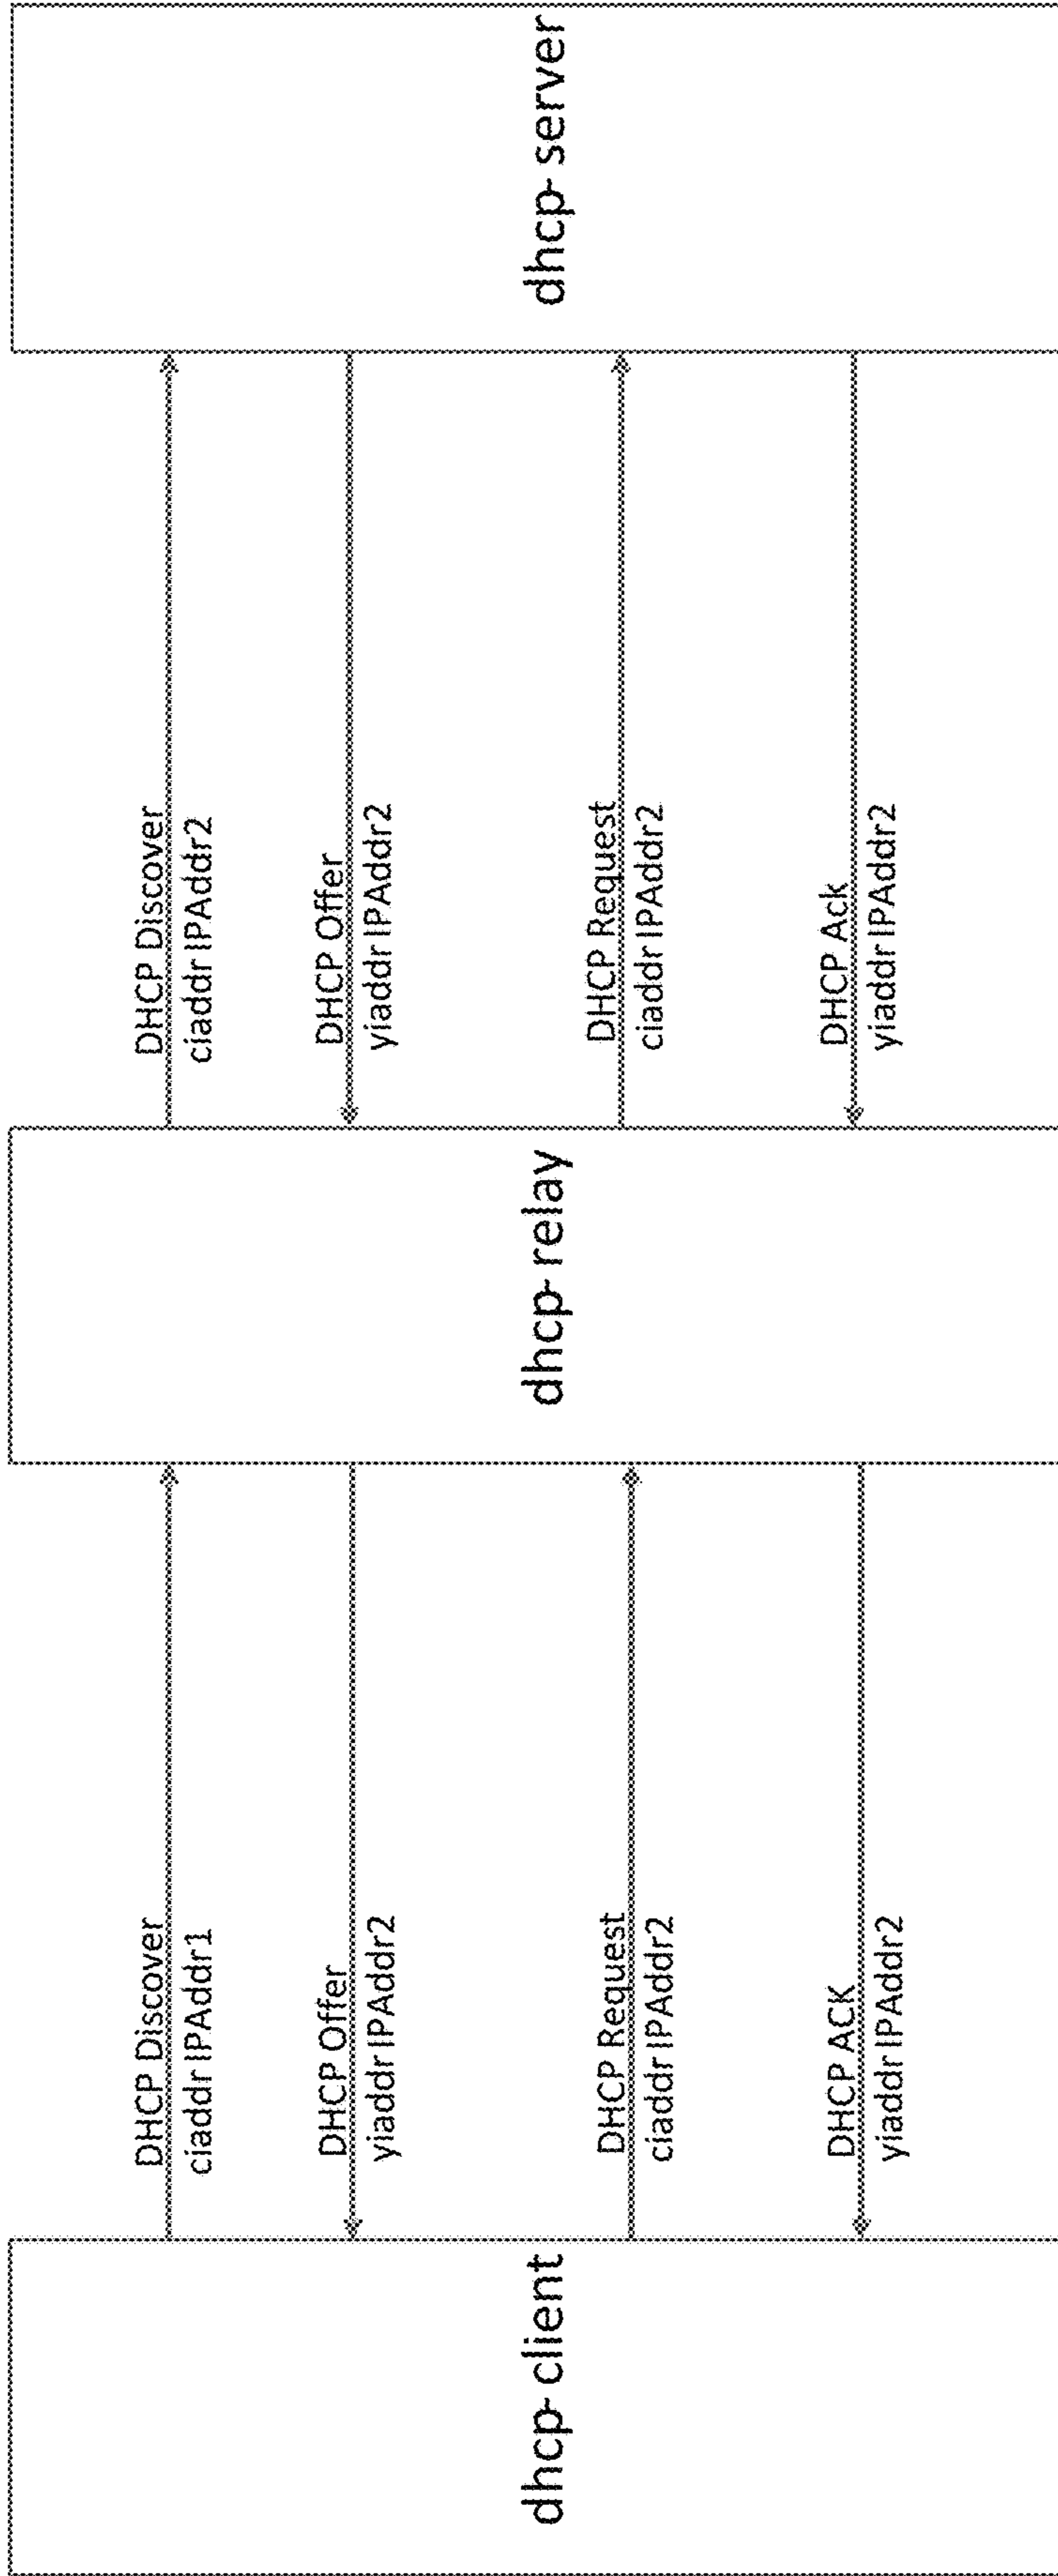 dhcp-client
DHCP Discover
ciaddr IPAddr1
DHCP Offer
yiaddr IPAddr2
DHCP Request
ciaddr IPAddr2
DHCP ACK
yiaddr IPAddr2
dhcp-relay
DHCP Discover
ciaddr IPAddr2
DHCP Offer
yiaddr IPAddr2
DHCP Request
ciaddr IPAddr2
DHCP Ack
yiaddr IPAddr2
dhcp-server